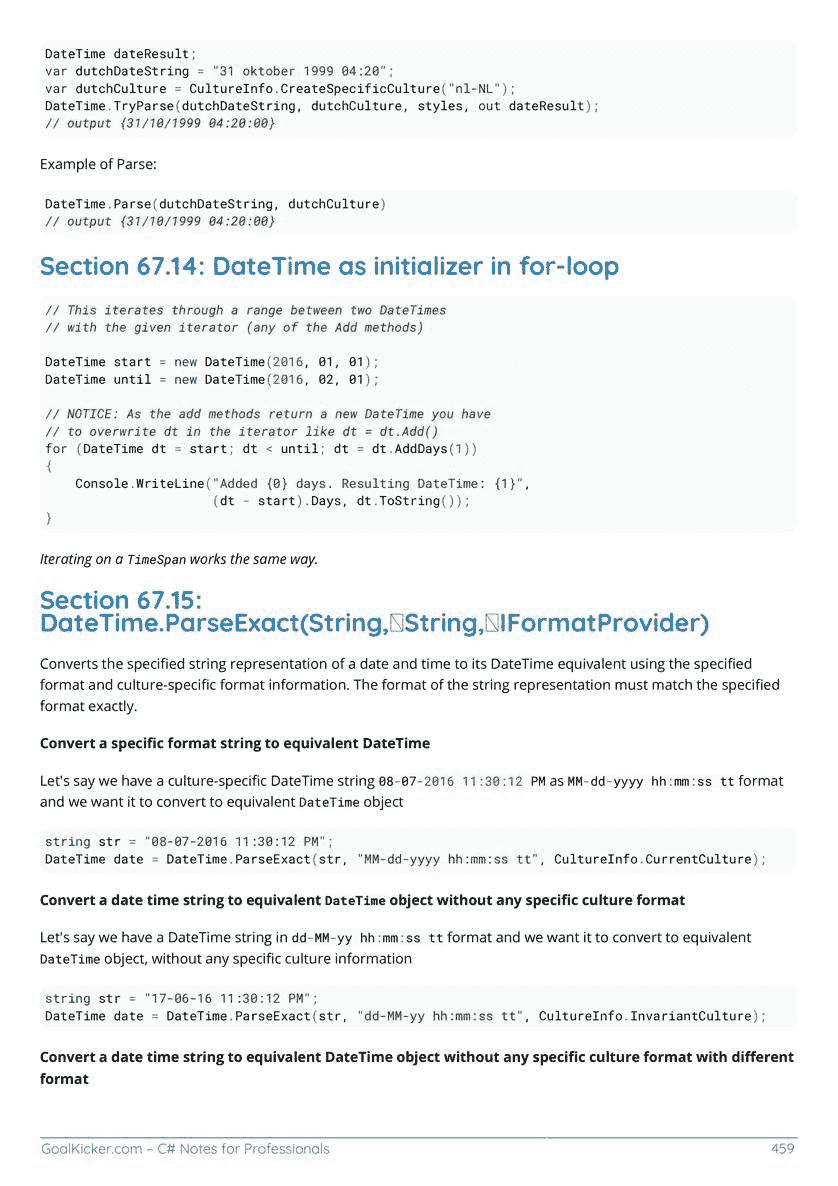 DateTime dateResult;
var dutchDateString = "31 oktober 1999 04:20";
var dutchCulture = CultureInfo.CreateSpecificCulture("nl-NL");
DateTime.TryParse(dutchDateString, dutchCulture, styles, out dateResult);
// output {31/10/1999 04:20:00}
Example of Parse:
DateTime.Parse(dutchDateString, dutchCulture)
// output {31/10/1999 04:20:00}
Section 67.14: DateTime as initializer in for-loop
// This iterates through a range between two DateTimes
// with the given iterator (any of the Add methods)
DateTime start = new DateTime(2016, 01, 01);
DateTime until = new DateTime(2016, 02, 01);
// NOTICE: As the add methods return a new DateTime you have
// to overwrite dt in the iterator like dt = dt.Add()
for (DateTime dt = start; dt < until; dt = dt.AddDays(1))
{
    Console.WriteLine("Added {0} days. Resulting DateTime: {1}",
                      (dt - start).Days, dt.ToString());
}
Iterating on a TimeSpan works the same way.
Section 67.15:
DateTime.ParseExact(String, String, IFormatProvider)
Converts the specified string representation of a date and time to its DateTime equivalent using the specified
format and culture-specific format information. The format of the string representation must match the specified
format exactly.
Convert a specific format string to equivalent DateTime
Let's say we have a culture-specific DateTime string 08-07-2016 11:30:12 PM as MM-dd-yyyy hh:mm:ss tt format
and we want it to convert to equivalent DateTime object
string str = "08-07-2016 11:30:12 PM";
DateTime date = DateTime.ParseExact(str, "MM-dd-yyyy hh:mm:ss tt", CultureInfo.CurrentCulture);
Convert a date time string to equivalent DateTime object without any specific culture format
Let's say we have a DateTime string in dd-MM-yy hh:mm:ss tt format and we want it to convert to equivalent
DateTime object, without any specific culture information
string str = "17-06-16 11:30:12 PM";
DateTime date = DateTime.ParseExact(str, "dd-MM-yy hh:mm:ss tt", CultureInfo.InvariantCulture);
Convert a date time string to equivalent DateTime object without any specific culture format with different
format
GoalKicker.com – C# Notes for Professionals
459